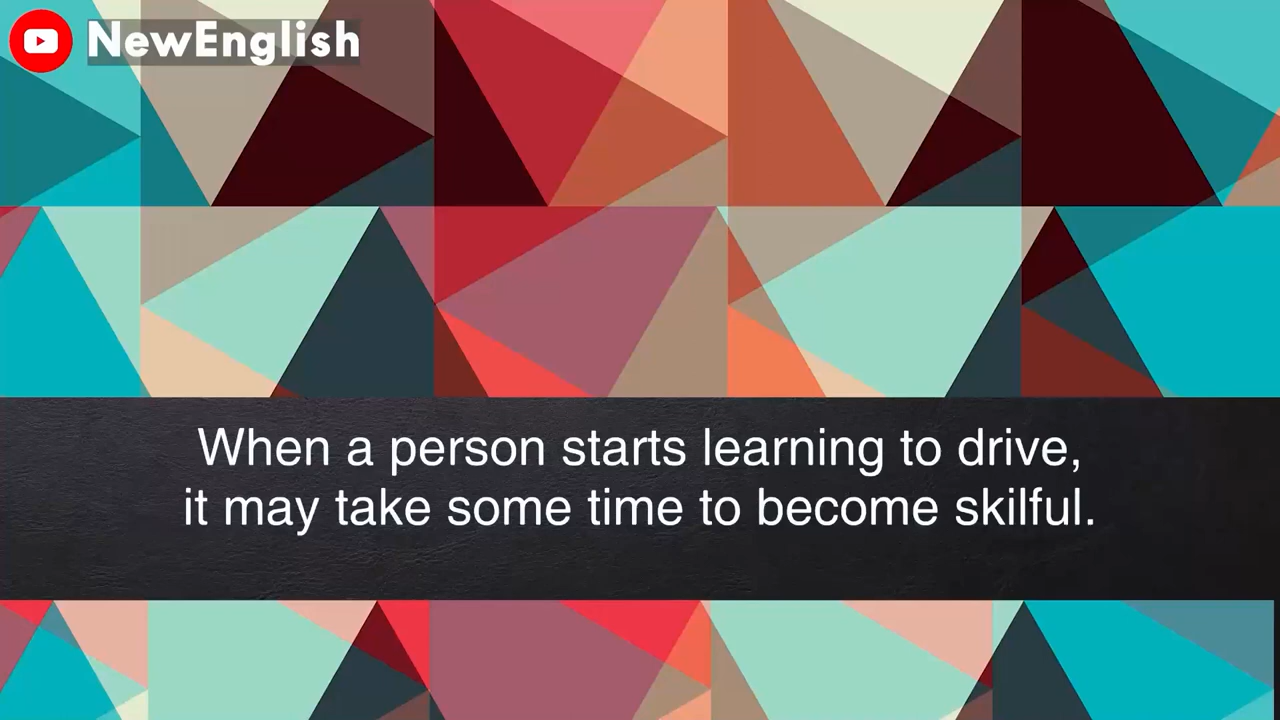 NewEnglish
When a person starts learning to drive,
it may take some time to become skilful.